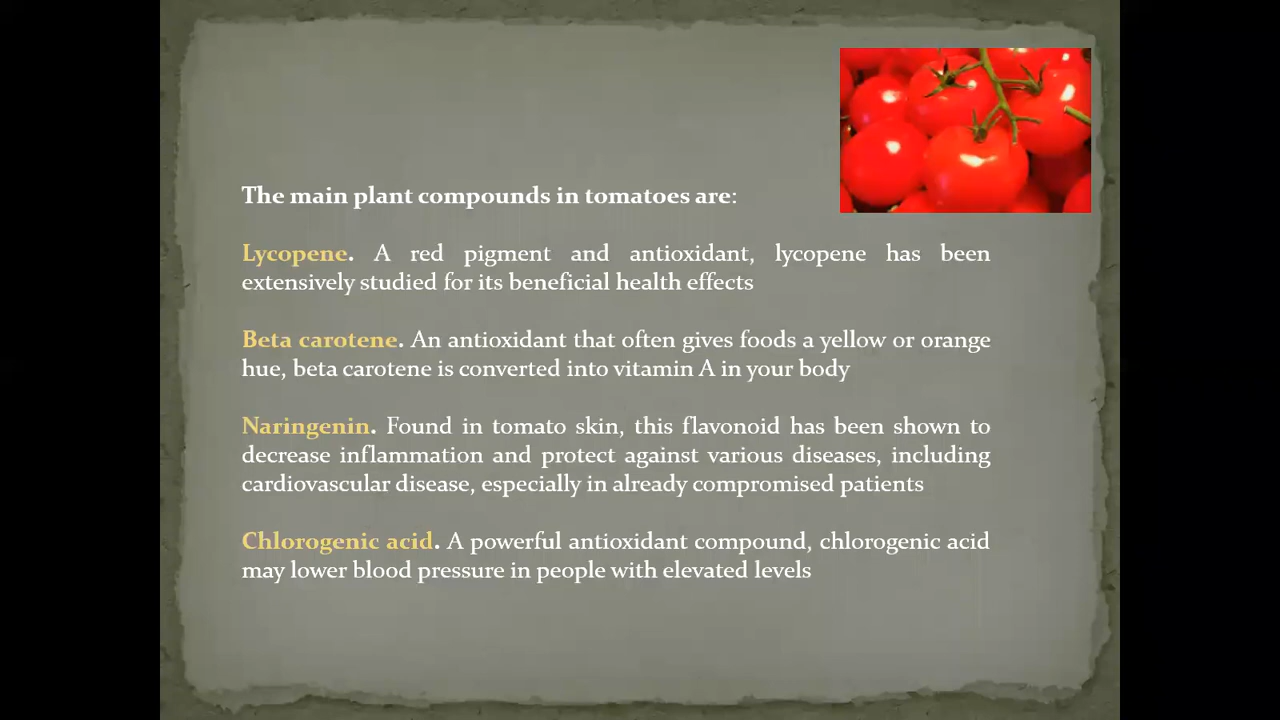 The main plant compounds in tomatoes are:
Lycopene. A red pigment and antioxidant, lycopene has been
extensively studied for its beneficial health effects
Beta carotene. An antioxidant that often gives foods a yellow or orange
hue, beta carotene is converted into vitamin A in your body
Naringenin. Found in tomato skin, this flavonoid has been shown to
decrease inflammation and protect against various diseases, including
cardiovascular disease, especially in already compromised patients
Chlorogenic acid. A powerful antioxidant compound, chlorogenic acid
may lower blood pressure in people with elevated levels